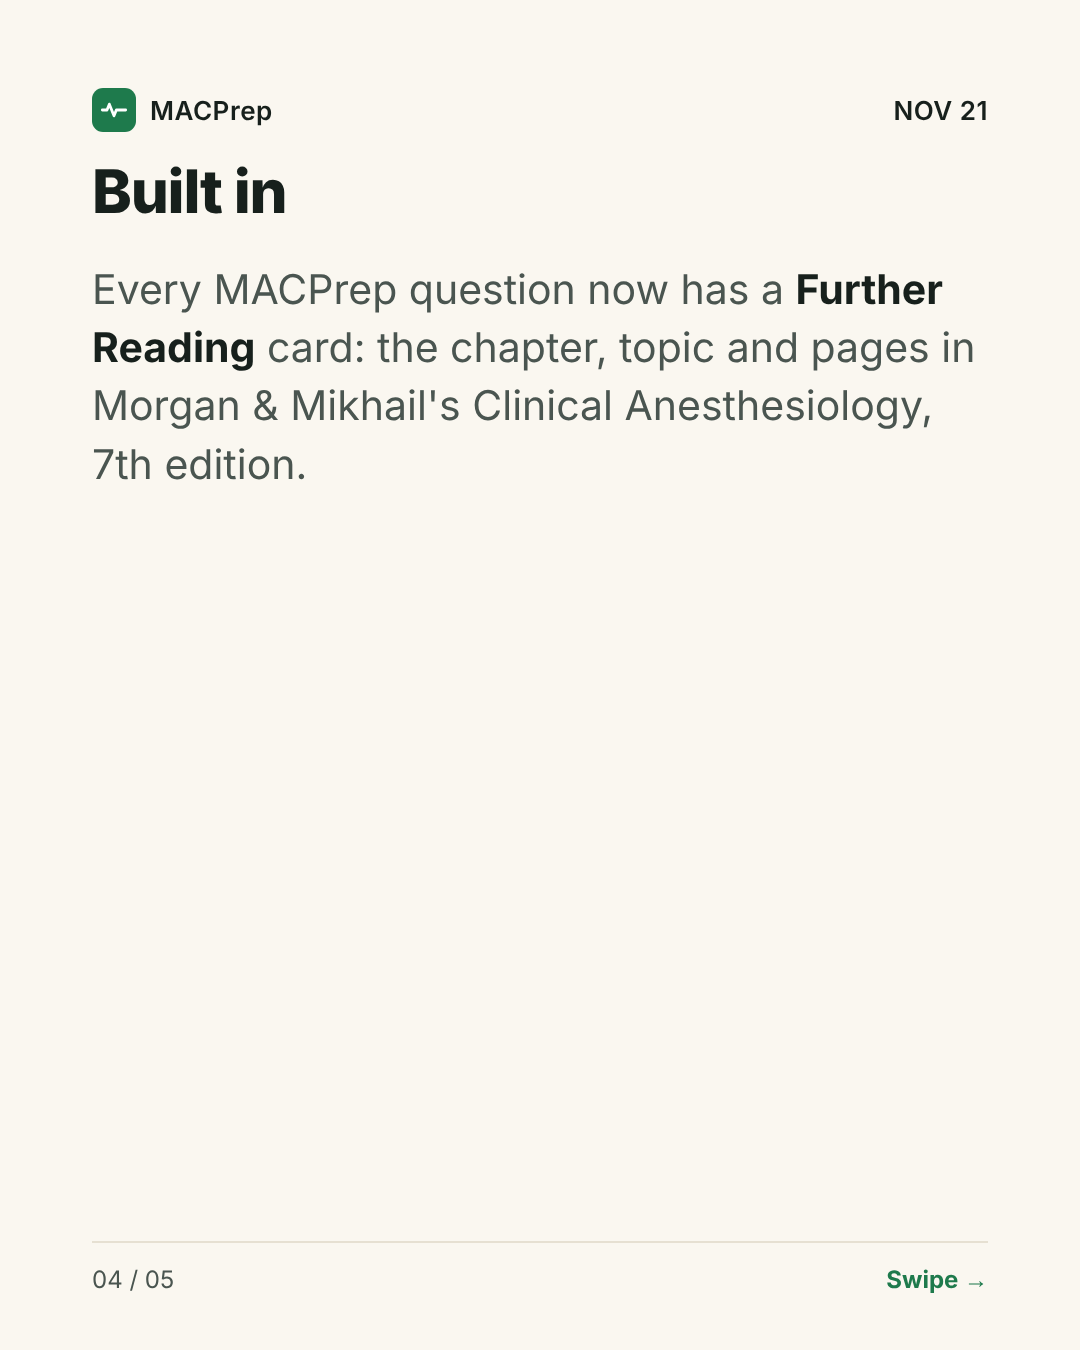 MACPrep
NOV 21
Built in
Every MACPrep question now has a Further
Reading card: the chapter, topic and pages in
Morgan & Mikhail's Clinical Anesthesiology,
7th edition.
04 / 05
Swipe →